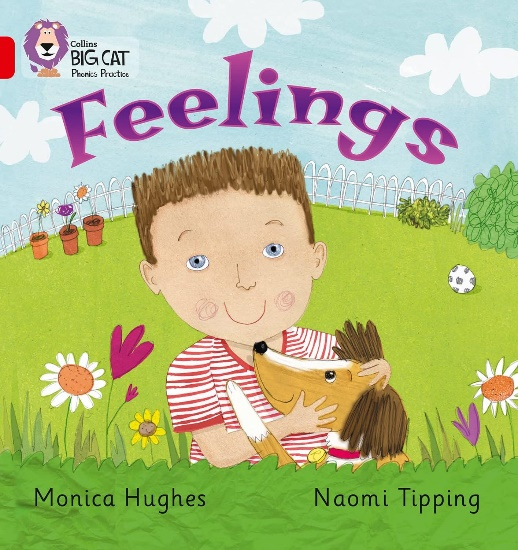 Collins
BIG CAT
Phonics Practice
Feelings
Monica Hughes
Naomi Tipping